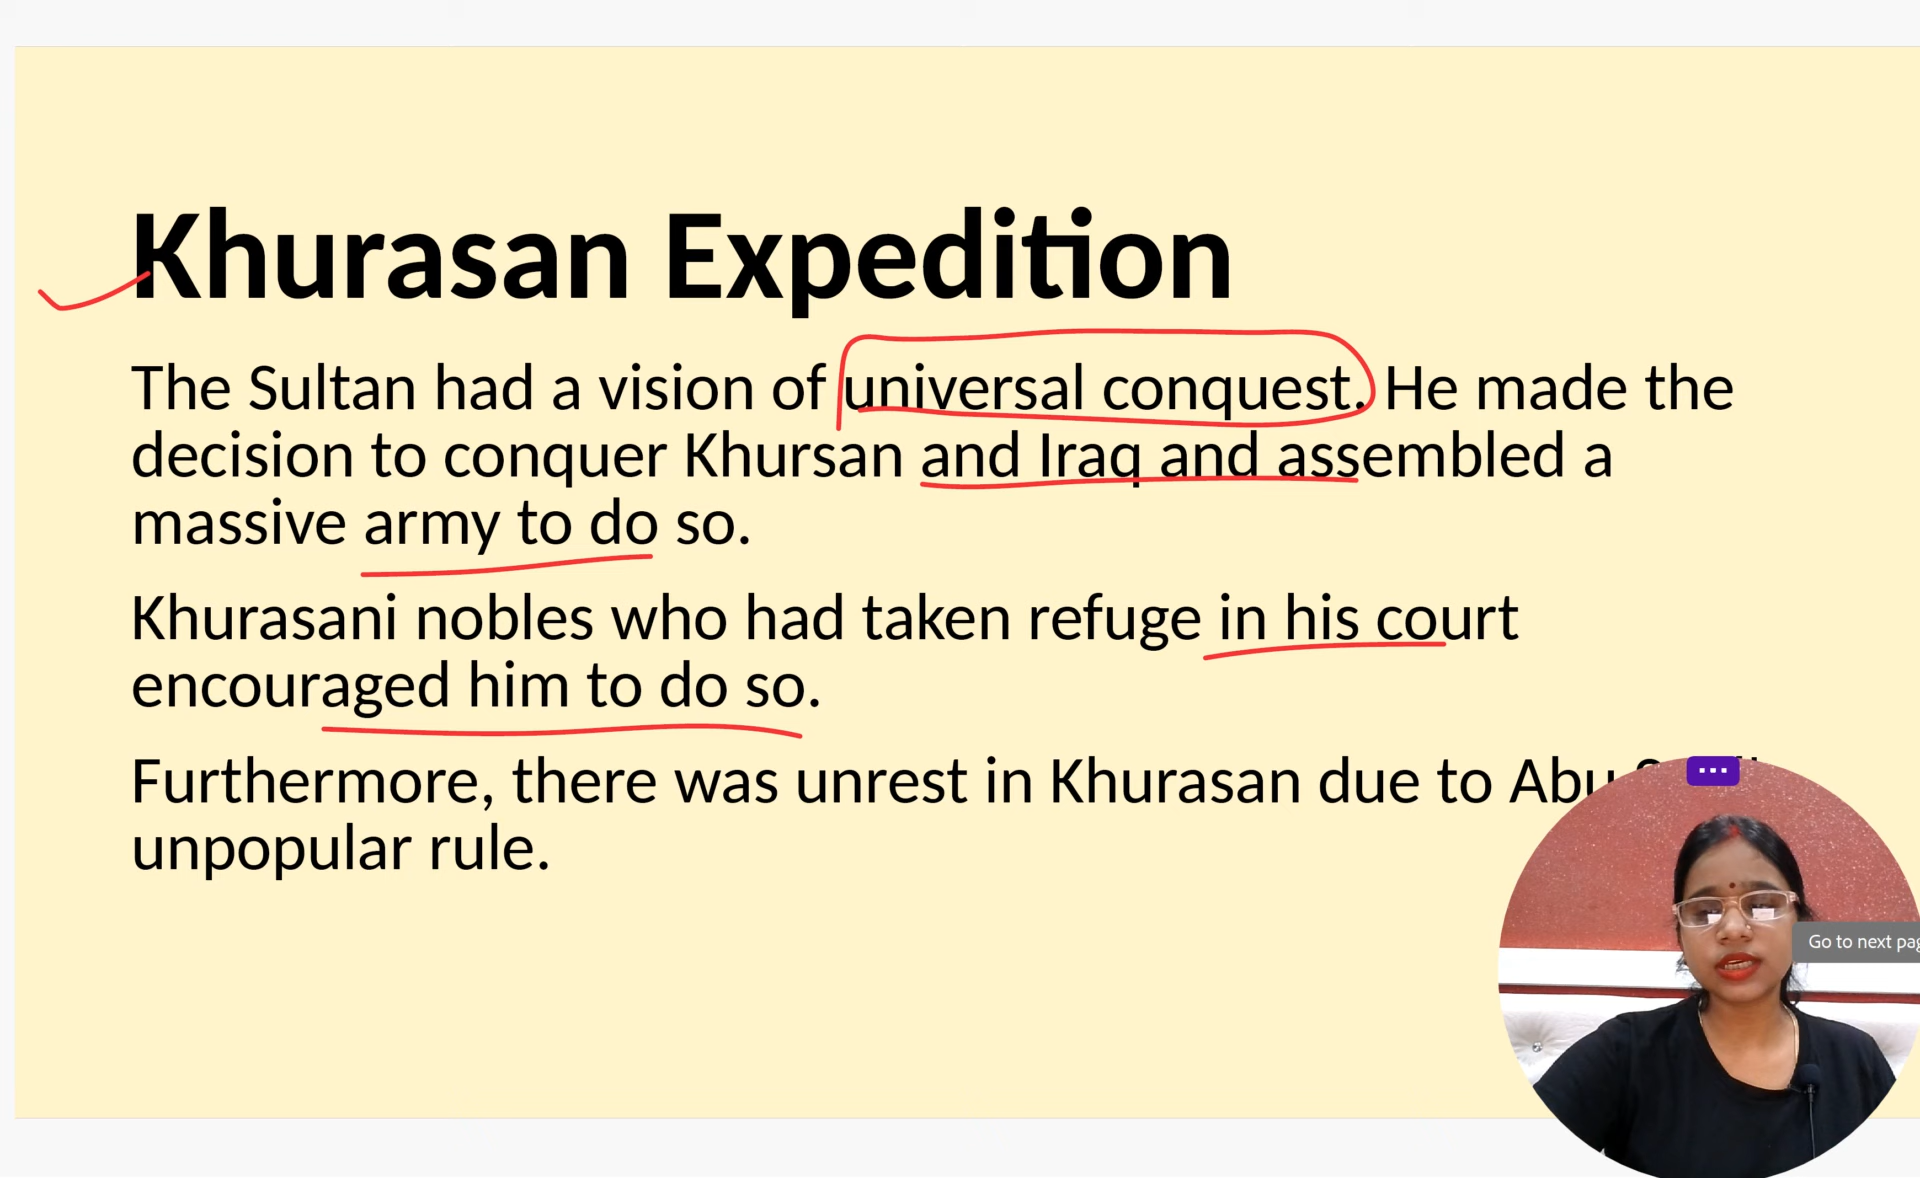 Khurasan Expedition
The Sultan had a vision of universal conquest. He made the
decision to conquer Khursan and Iraq and assembled a
massive army to do so.
Khurasani nobles who had taken refuge in his court
encouraged him to do so.
Furthermore, there was unrest in Khurasan due to Abu
unpopular rule.
Go to next